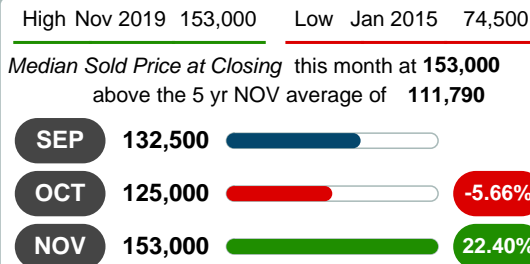 High Nov 2019 153,000 Low Jan 2015 74,500
Median Sold Price at Closing this month at 153,000
above the 5 yr NOV average of 111,790
SEP 132,500
OCT 125,000 -5.66%
NOV 153,000 22.40%